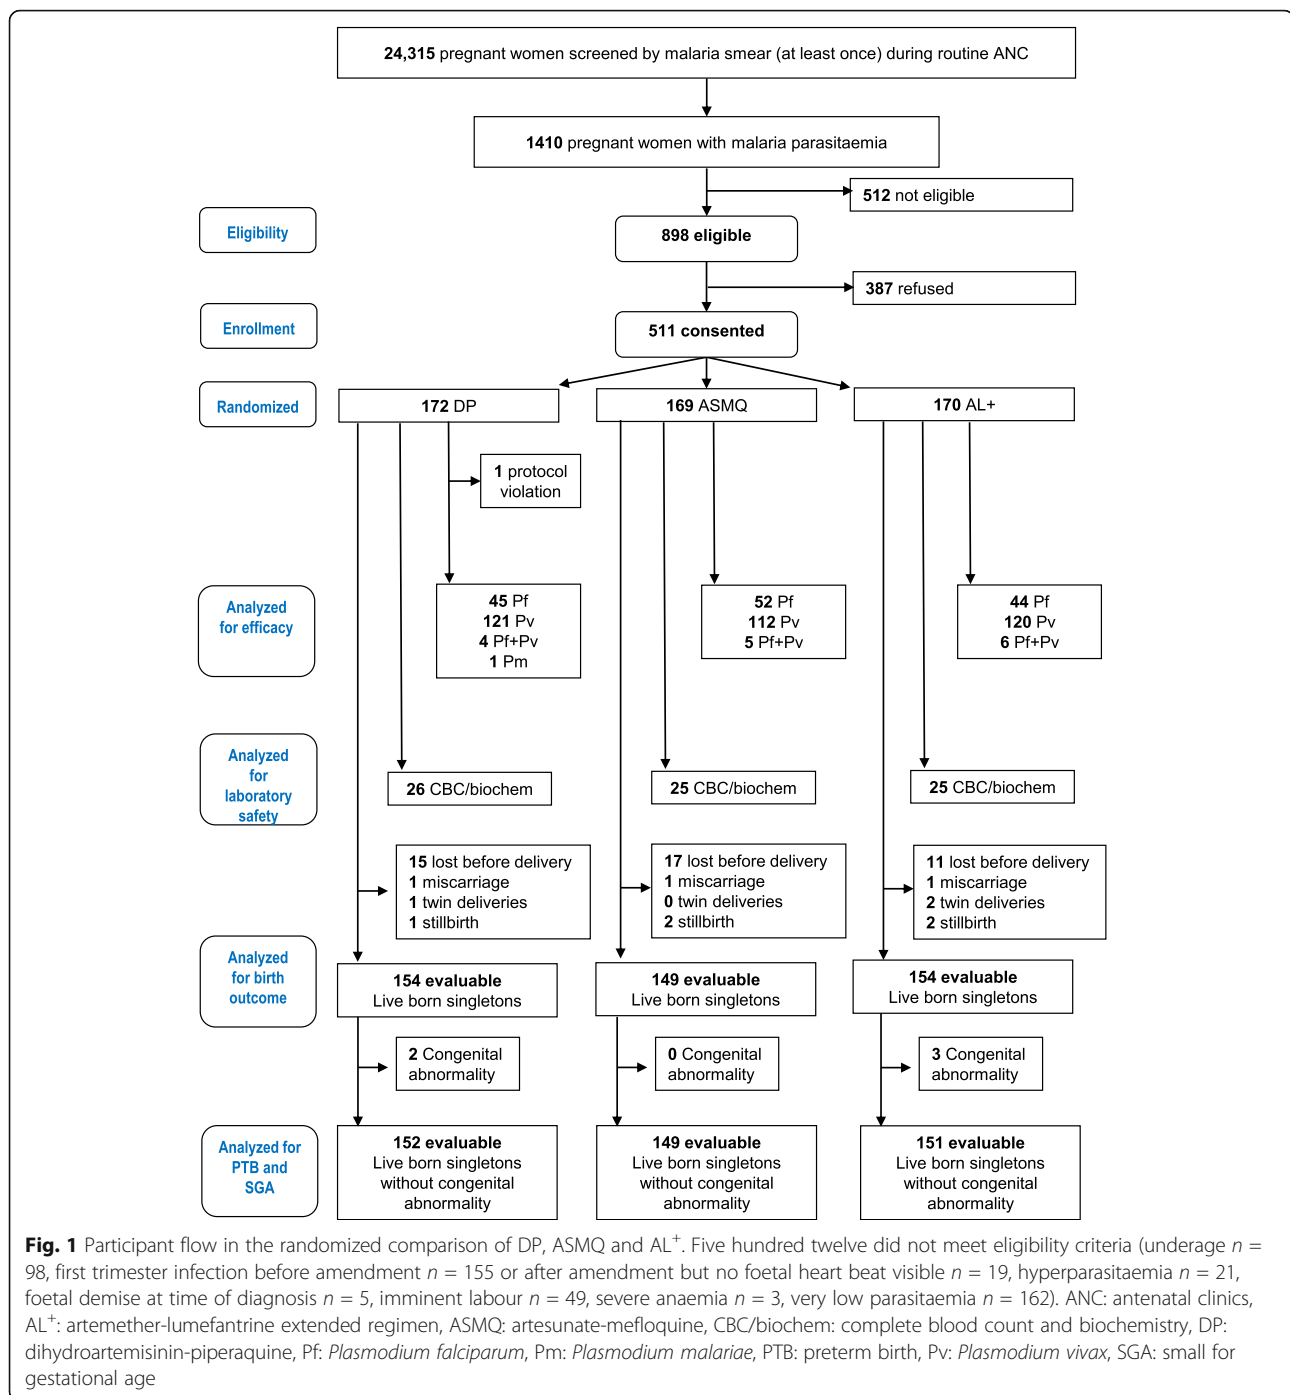 24,315 pregnant women screened by malaria smear (at least once) during routine ANC
1410 pregnant women with malaria parasitaemia
512 not eligible
Eligibility
898 eligible
387 refused
Enrollment
511 consented
Randomized
172 DP
169 ASMQ
170 AL+
1 protocol
violation
Analyzed
for efficacy
45 Pf
121 Pv
4 Pf+Pv
1 Pm
52 Pf
112 Pv
5 Pf+Pv
44 Pf
120 Pv
6 Pf+Pv
Analyzed
for
laboratory
safety
26 CBC/biochem
25 CBC/biochem
25 CBC/biochem
15 lost before delivery
1 miscarriage
1 twin deliveries
1 stillbirth
17 lost before delivery
1 miscarriage
0 twin deliveries
2 stillbirth
11 lost before delivery
1 miscarriage
2 twin deliveries
2 stillbirth
Analyzed
for birth
outcome
154 evaluable
Live born singletons
149 evaluable
Live born singletons
154 evaluable
Live born singletons
2 Congenital
abnormality
0 Congenital
abnormality
3 Congenital
abnormality
Analyzed for
PTB and
SGA
152 evaluable
Live born singletons
without congenital
abnormality
149 evaluable
Live born singletons
without congenital
abnormality
151 evaluable
Live born singletons
without congenital
abnormality
Fig. 1 Participant flow in the randomized comparison of DP, ASMQ and AL+. Five hundred twelve did not meet eligibility criteria (underage n =
98, first trimester infection before amendment n = 155 or after amendment but no foetal heart beat visible n = 19, hyperparasitaemia n = 21,
foetal demise at time of diagnosis n = 5, imminent labour n = 49, severe anaemia n = 3, very low parasitaemia n = 162). ANC: antenatal clinics,
AL+: artemether-lumefantrine extended regimen, ASMQ: artesunate-mefloquine, CBC/biochem: complete blood count and biochemistry, DP:
dihydroartemisinin-piperaquine, Pf: Plasmodium falciparum, Pm: Plasmodium malariae, PTB: preterm birth, Pv: Plasmodium vivax, SGA: small for
gestational age